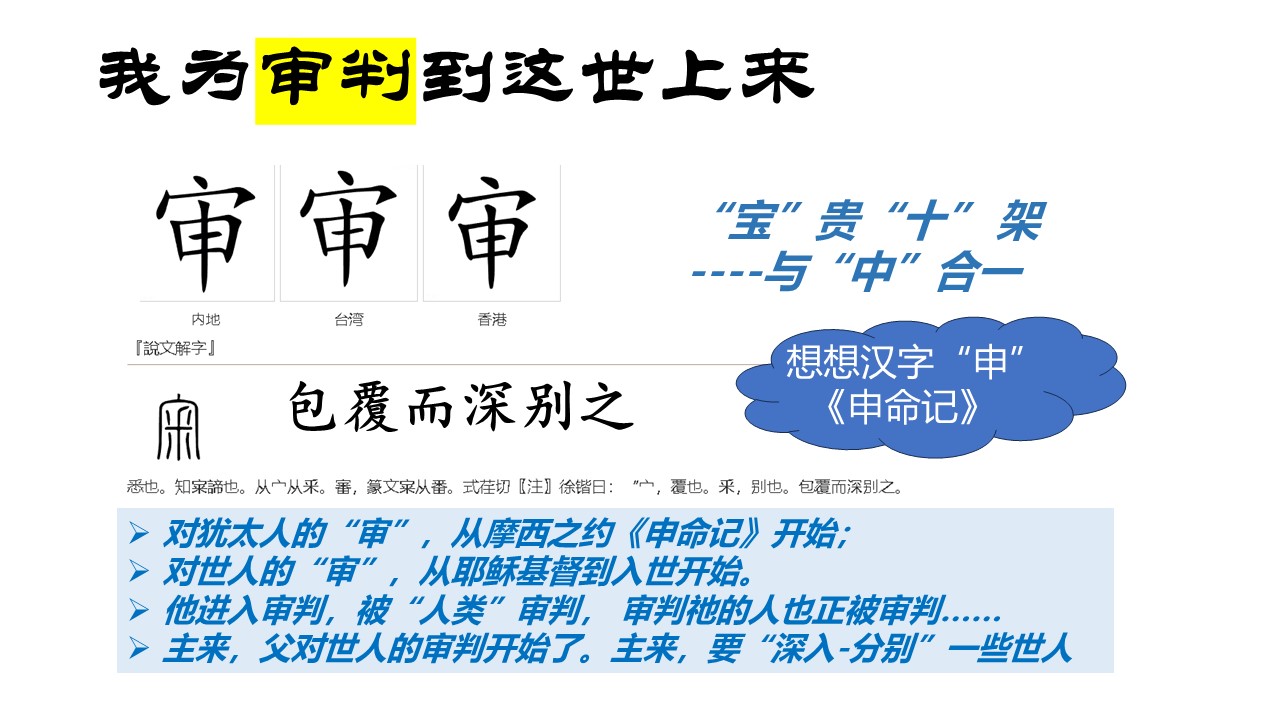 我为审判到这世上来
审 审 审
内地 台湾 香港
『說文解字』
“宝”贵“十” 架
----与“中”合一
想想汉字“申”
《申命记》
包覆而深别之
悉也。知宷諦也。从宀从釆。審，篆文宷从番。式荏切〖注〗徐锴曰：“宀，覆也。釆，别也。包覆而深别之。
对犹太人的“审”，从摩西之约《申命记》开始；
对世人的“审”，从耶稣基督到入世开始。
他进入审判，被“人类”审判， 审判祂的人也正被审判……
主来，父对世人的审判开始了。主来，要“深入-分别”一些世人